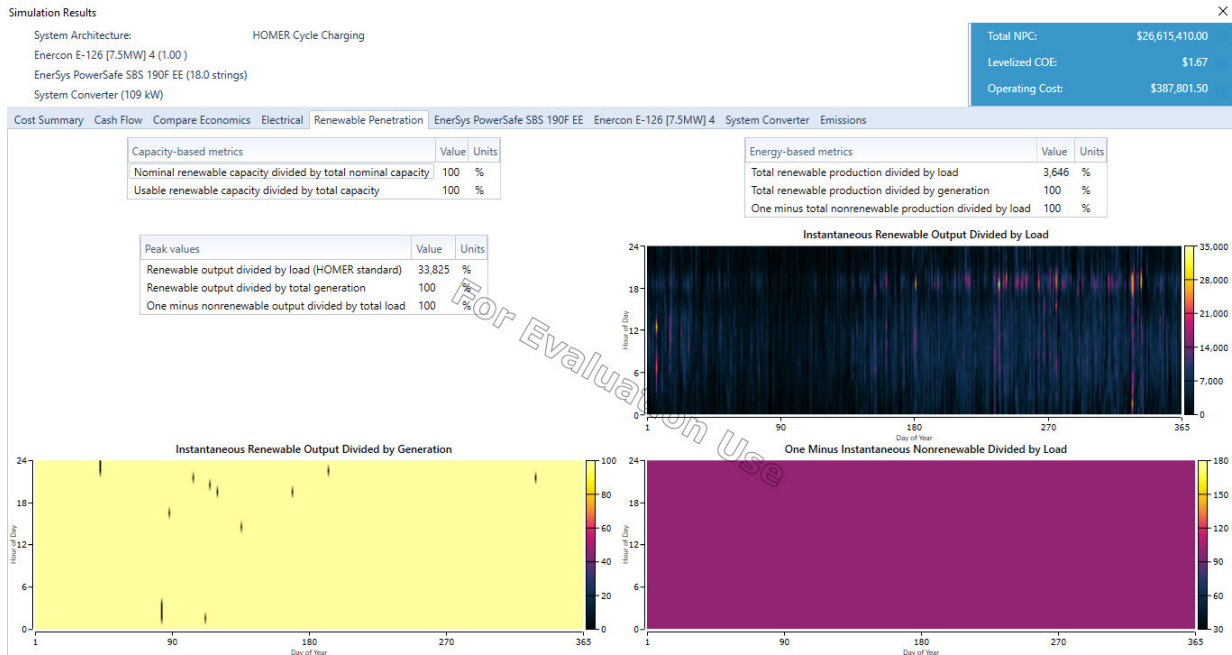 Simulation Results
System Architecture: HOMER Cycle Charging
Enercon E-126 [7.5MW] 4 (1.00 )
EnerSys PowerSafe SBS 190F EE (18.0 strings)
System Converter (109 kW)
Total NPC: $26,615,410.00
Levelized COE: $1.67
Operating Cost: $387,801.50
Cost Summary Cash Flow Compare Economics Electrical Renewable Penetration EnerSys PowerSafe SBS 190F EE Enercon E-126 [7.5MW] 4 System Converter Emissions
Capacity-based metrics Value Units
Nominal renewable capacity divided by total nominal capacity 100 %
Usable renewable capacity divided by total capacity 100 %
Energy-based metrics Value Units
Total renewable production divided by load 3,646 %
Total renewable production divided by generation 100 %
One minus total nonrenewable production divided by load 100 %
Peak values Value Units
Renewable output divided by load (HOMER standard) 33,825 %
Renewable output divided by total generation 100 %
One minus nonrenewable output divided by total load 100 %
For Evaluation Use
Instantaneous Renewable Output Divided by Load
24
18
12
6
0
Hour of Day
1 90 180 270 365
Day of Year
35,000
28,000
21,000
14,000
7,000
0
Instantaneous Renewable Output Divided by Generation
24
18
12
6
0
Hour of Day
1 90 180 270 365
Day of Year
100
80
60
40
20
0
One Minus Instantaneous Nonrenewable Divided by Load
24
18
12
6
0
Hour of Day
1 90 180 270 365
Day of Year
180
150
120
90
60
30